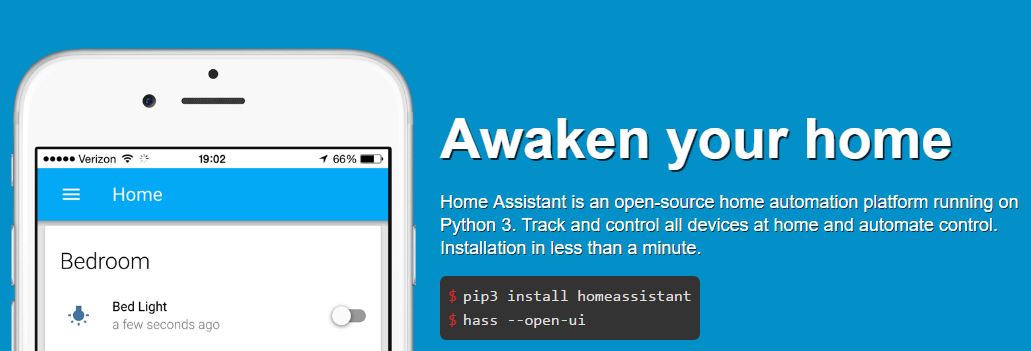 Verizon 19:02 66%
Home
Bedroom
Bed Light
a few seconds ago
Awaken your home
Home Assistant is an open-source home automation platform running on
Python 3. Track and control all devices at home and automate control.
Installation in less than a minute.
$ pip3 install homeassistant
$ hass --open-ui